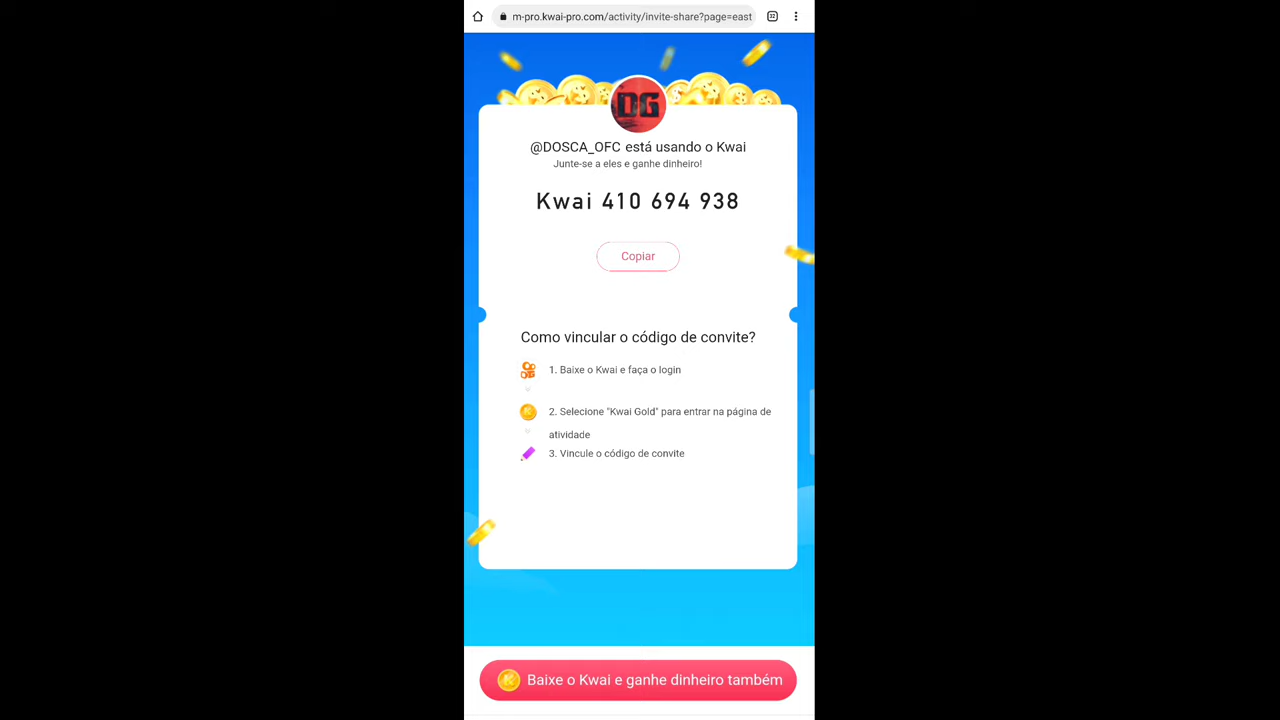 m-pro.kwai-pro.com/activity/invite-share?page=east
32
DG
@DOSCA_OFC está usando o Kwai
Junte-se a eles e ganhe dinheiro!
Kwai 410 694 938
Copiar
Como vincular o código de convite?
1. Baixe o Kwai e faça o login
2. Selecione "Kwai Gold" para entrar na página de
atividade
3. Vincule o código de convite
Baixe o Kwai e ganhe dinheiro também